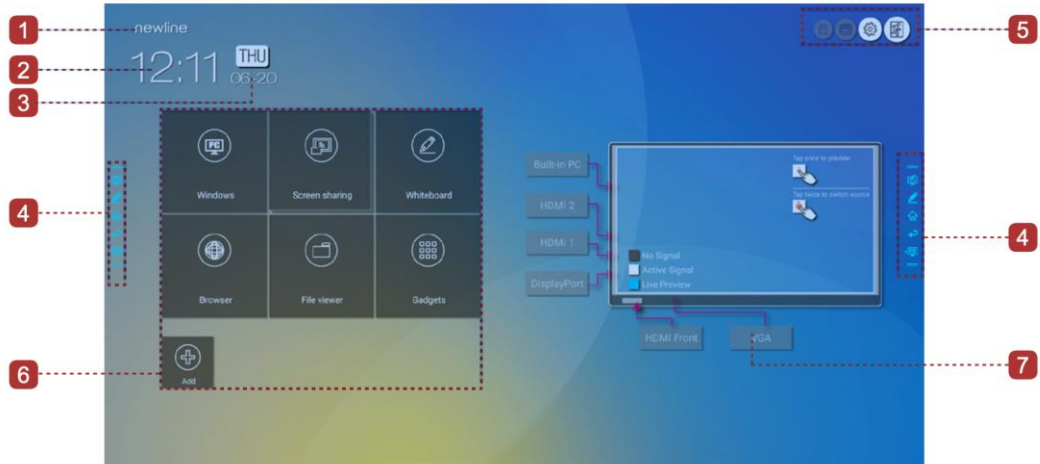 1
newline
5
2
12:11
THU
3
06-20
PC
Windows
Screen sharing
Whiteboard
Browser
File viewer
Gadgets
Add
4
6
Built-in PC
HDMI 2
HDMI 1
DisplayPort
Tap once to preview
Tap twice to switch source
No Signal
Active Signal
Live Preview
HDMI Front
VGA
4
7